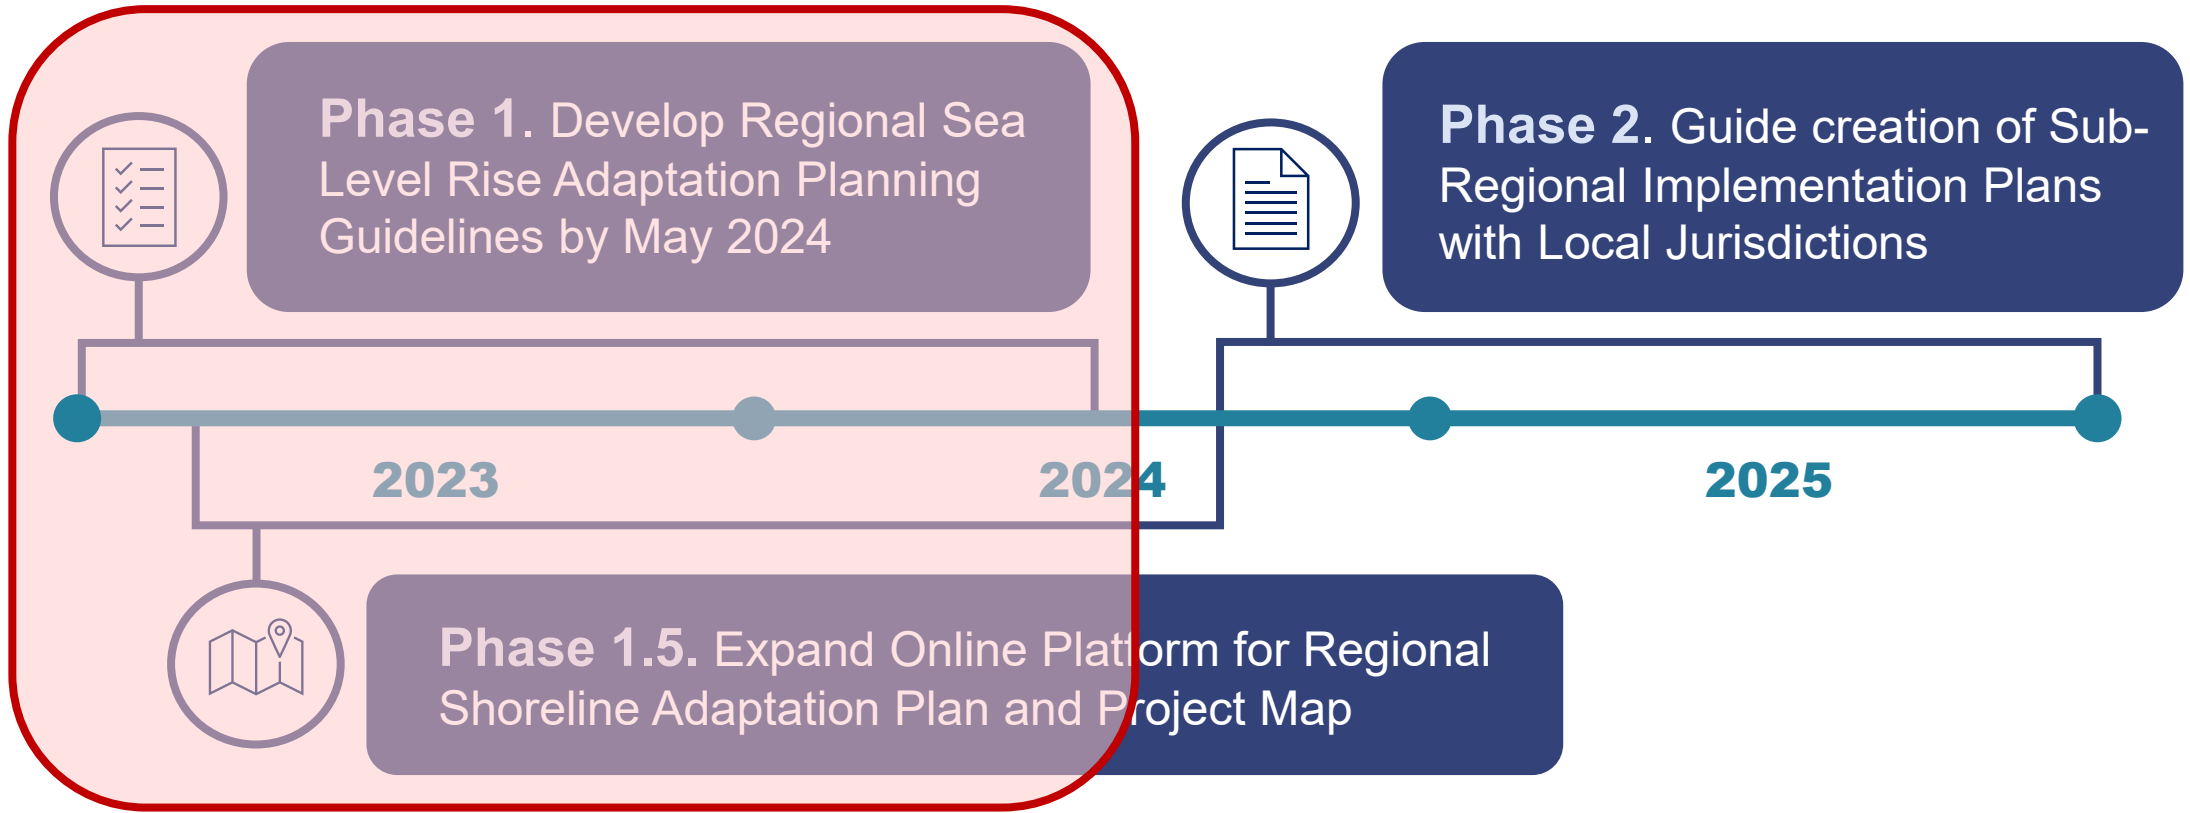 Phase 1. Develop Regional Sea
Level Rise Adaptation Planning
Guidelines by May 2024
Phase 2. Guide creation of Sub-
Regional Implementation Plans
with Local Jurisdictions
2023
2024
2025
Phase 1.5. Expand Online Platform for Regional
Shoreline Adaptation Plan and Project Map